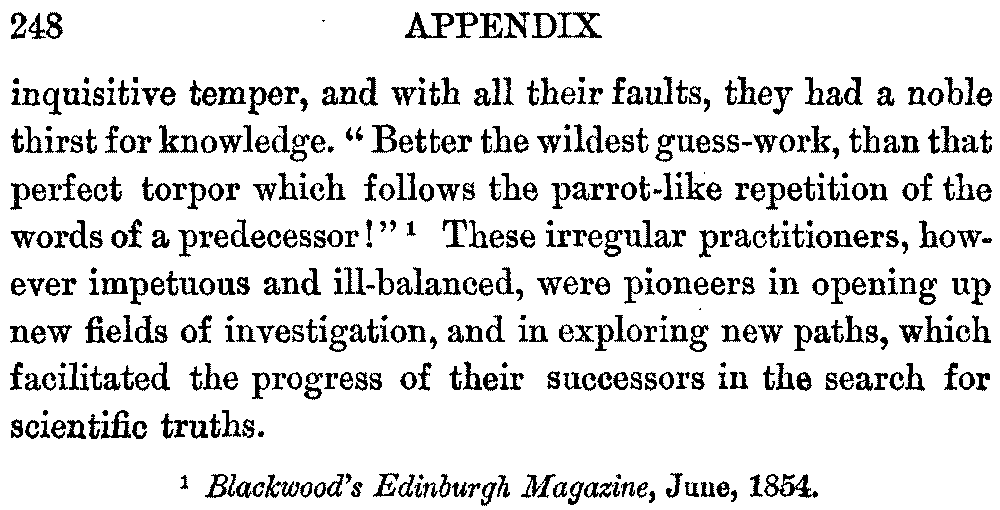 248 APPENDIX
inquisitive temper, and with all their faults, they had a noble
thirst for knowledge. “ Better the wildest guess-work, than that
perfect torpor which follows the parrot-like repetition of the
words of a predecessor!” ¹ These irregular practitioners, how-
ever impetuous and ill-balanced, were pioneers in opening up
new fields of investigation, and in exploring new paths, which
facilitated the progress of their successors in the search for
scientific truths.
¹ Blackwood's Edinburgh Magazine, June, 1854.